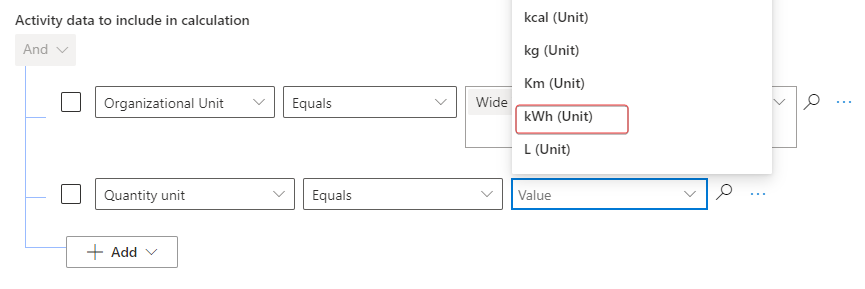 Activity data to include in calculation
And
kcal (Unit)
kg (Unit)
Km (Unit)
kWh (Unit)
L (Unit)
Organizational Unit
Equals
Wide
Quantity unit
Equals
Value
Add